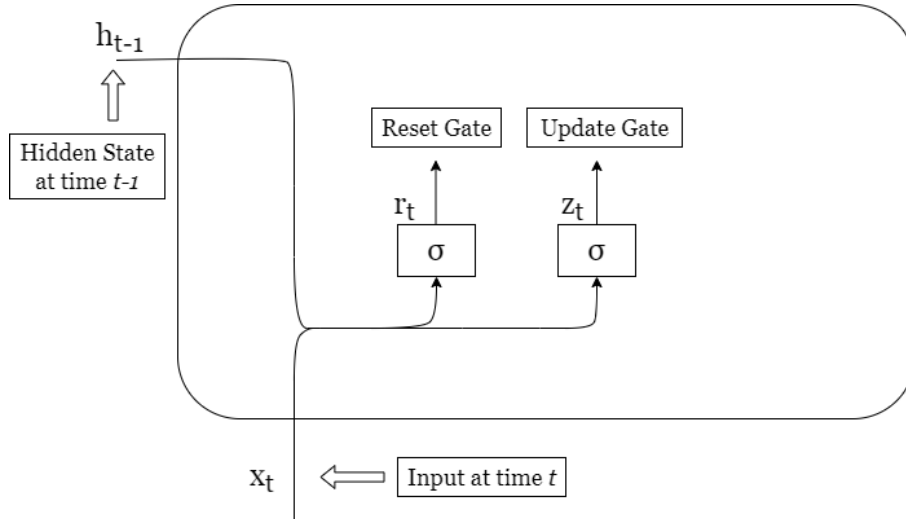 h_{t-1}
Reset Gate
Update Gate
Hidden State
at time t-1
r_t
z_t
σ
σ
x_t
Input at time t